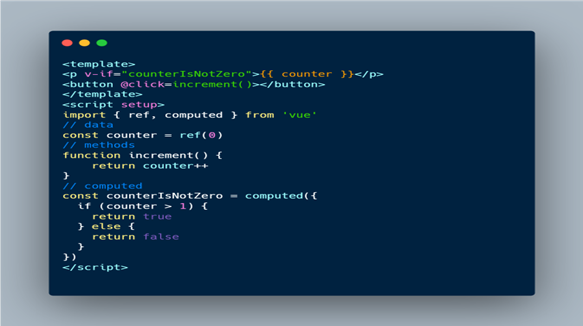 <template>
<p v-if="counterIsNotZero">{{ counter }}</p>
<button @click=increment()></button>
</template>
<script setup>
import { ref, computed } from 'vue'
// data
const counter = ref(0)
// methods
function increment() {
    return counter++
}
// computed
const counterIsNotZero = computed({
  if (counter > 1) {
    return true
  } else {
    return false
  }
})
</script>